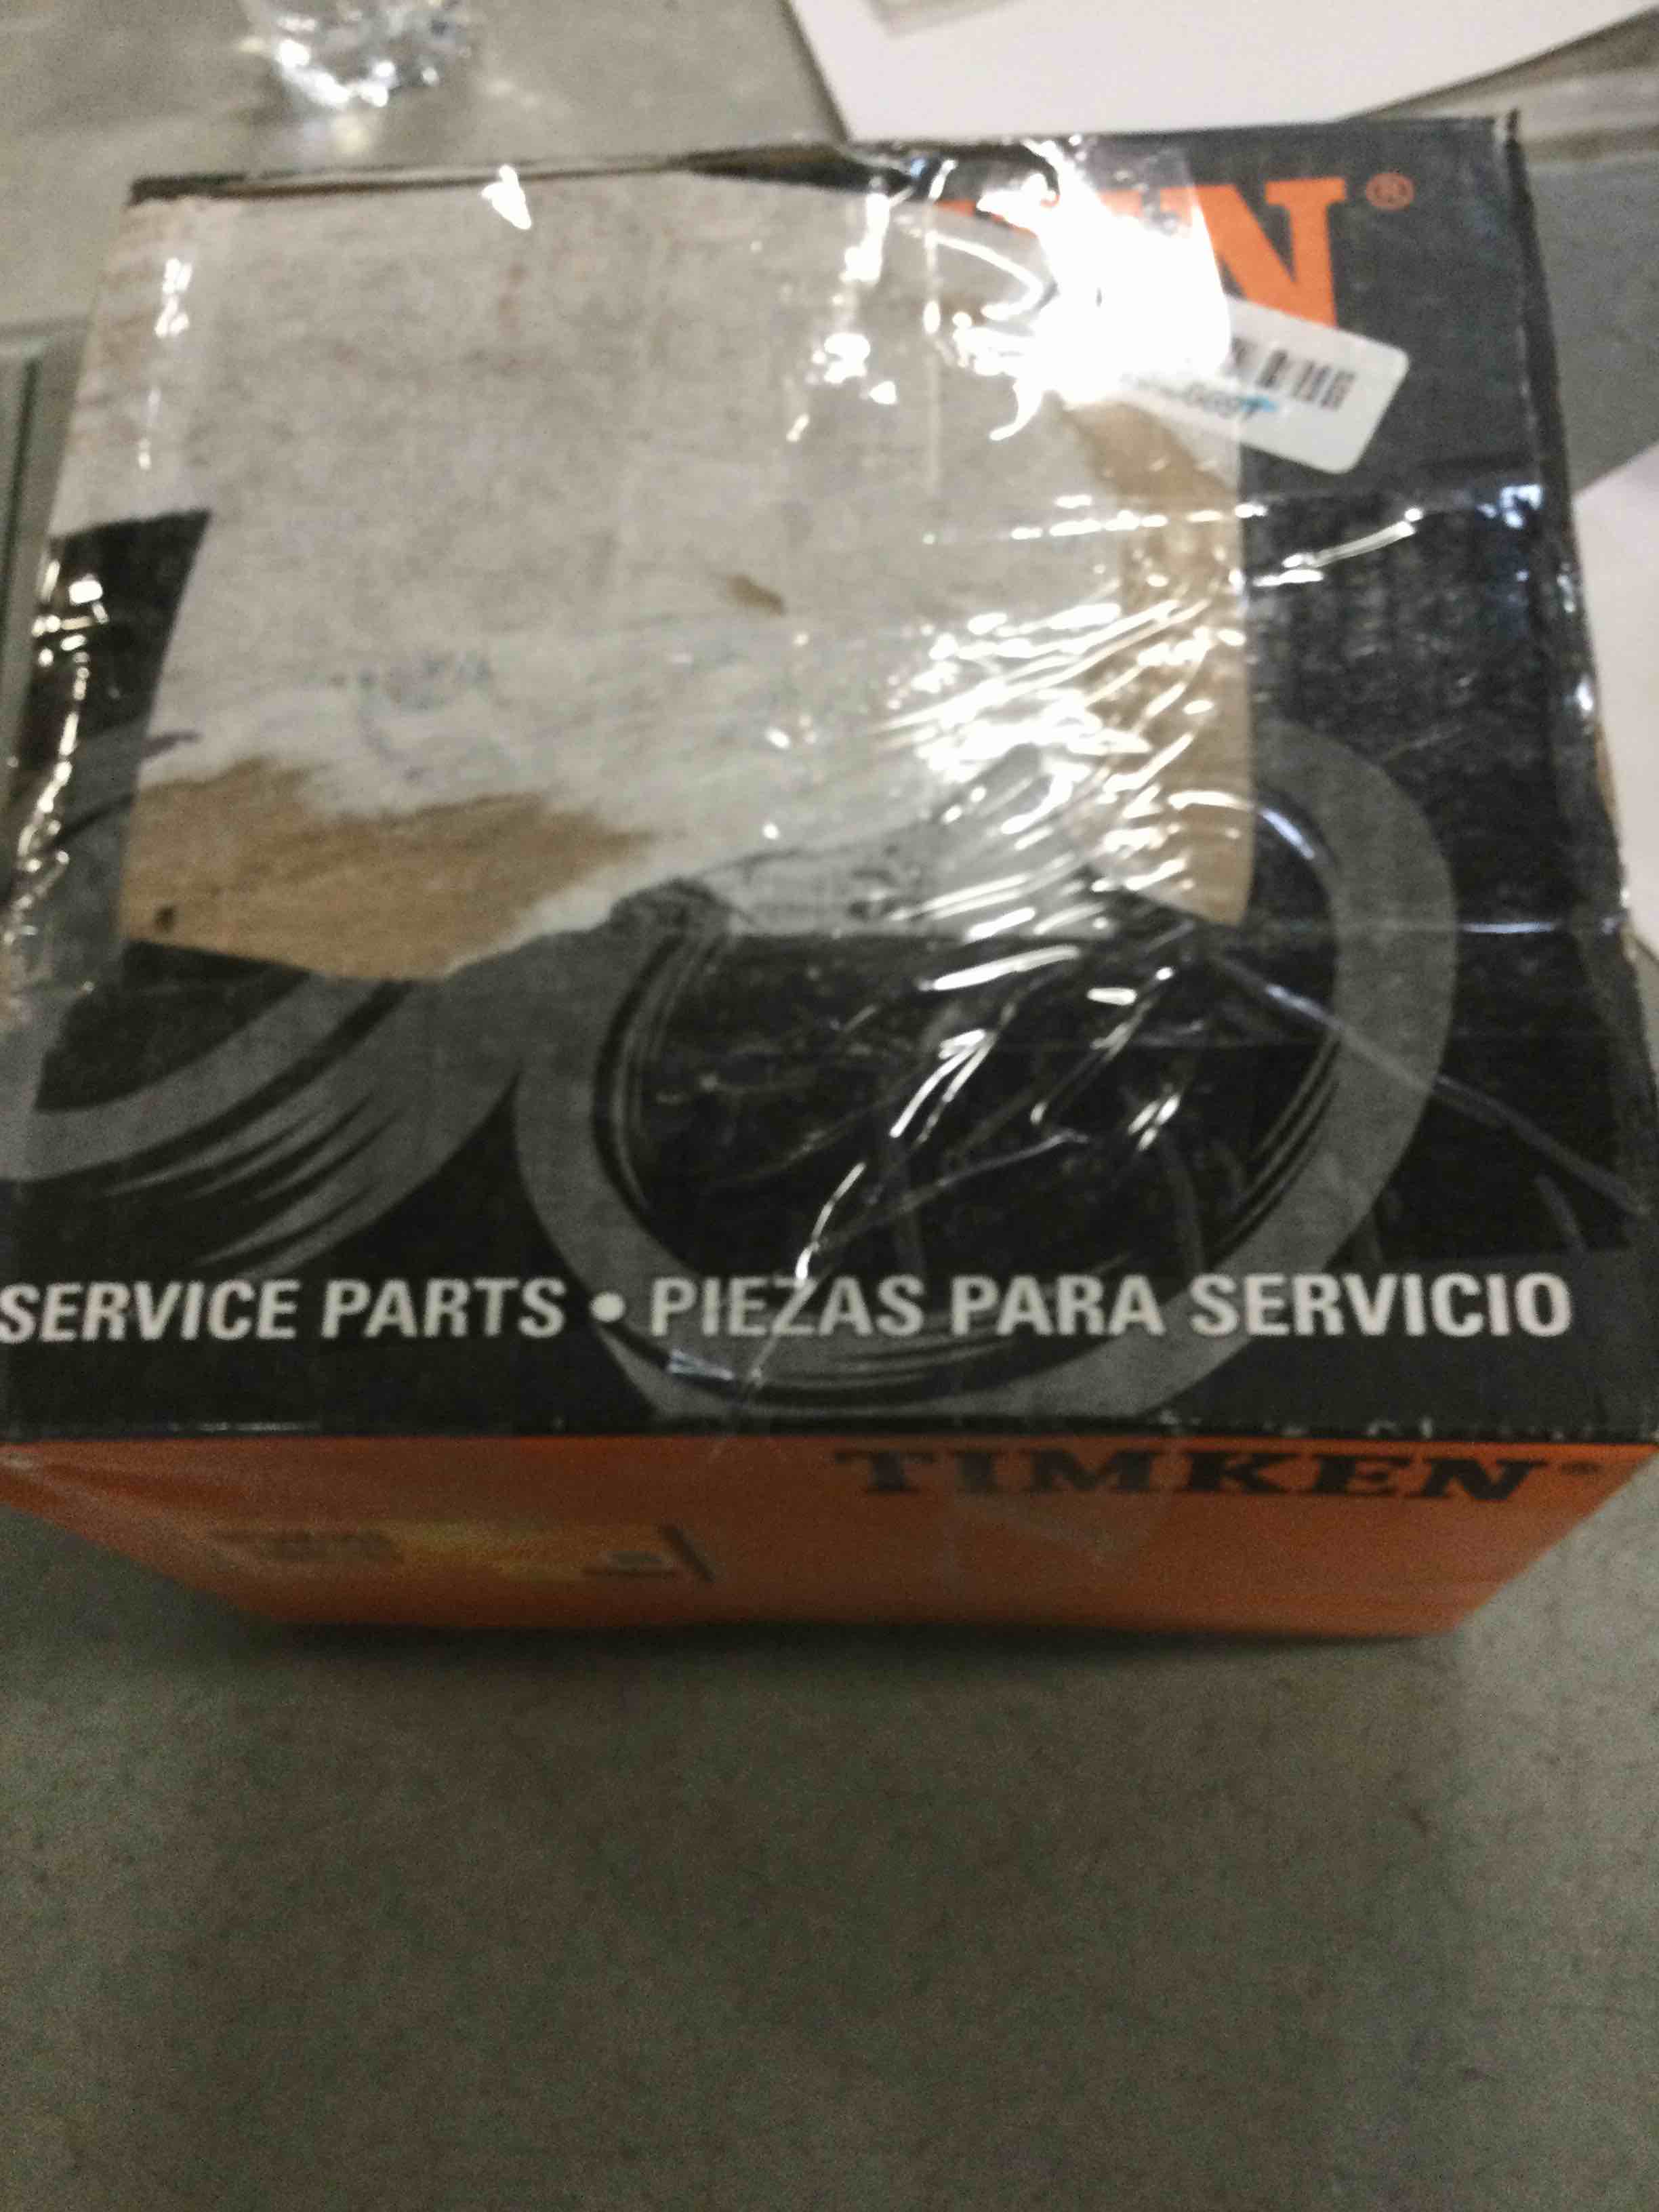 N®
SERVICE PARTS • PIEZAS PARA SERVICIO
TIMKEN®